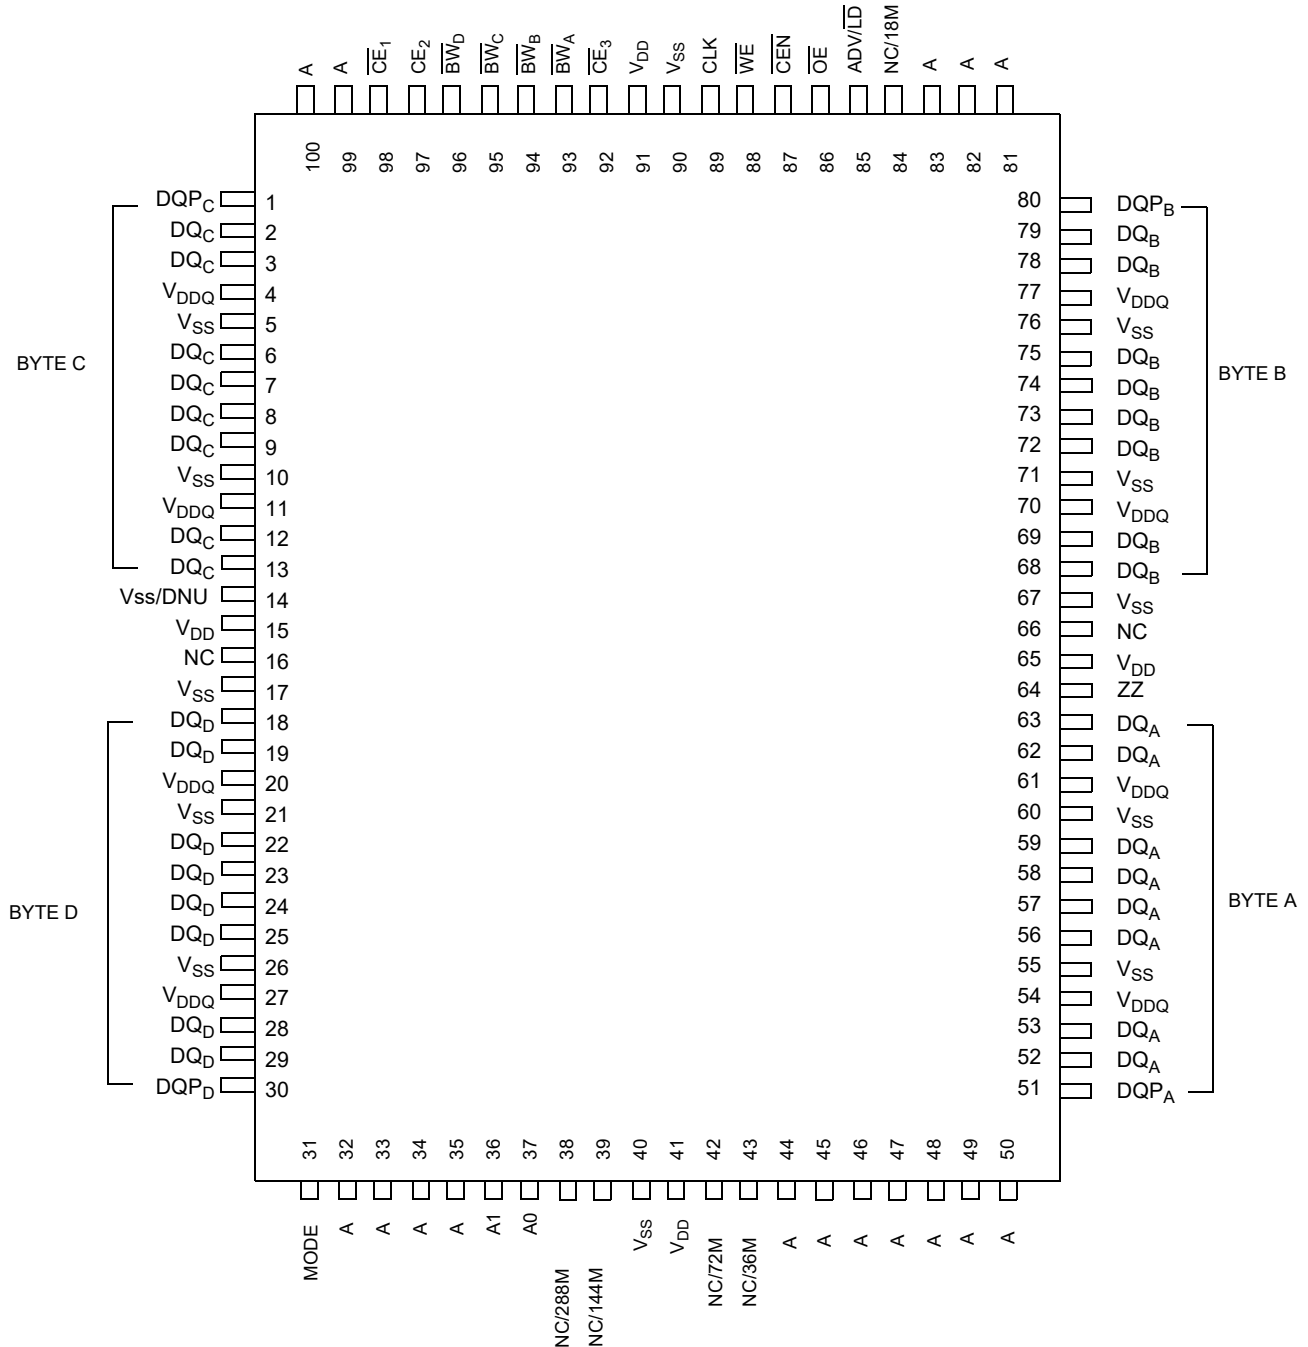 A A CE1 CE2 BWD BWC BWB BWA CE3 VDD VSS CLK WE CEN OE ADV/LD NC/18M A A A
100 99 98 97 96 95 94 93 92 91 90 89 88 87 86 85 84 83 82 81
DQPC 1 80 DQPB
DQC 2 79 DQB
DQC 3 78 DQB
VDDQ 4 77 VDDQ
VSS 5 76 VSS
DQC 6 75 DQB
BYTE C
BYTE B
DQC 7 74 DQB
DQC 8 73 DQB
DQC 9 72 DQB
VSS 10 71 VSS
VDDQ 11 70 VDDQ
DQC 12 69 DQB
DQC 13 68 DQB
Vss/DNU 14 67 VSS
VDD 15 66 NC
NC 16 65 VDD
VSS 17 64 ZZ
DQD 18 63 DQA
DQD 19 62 DQA
VDDQ 20 61 VDDQ
VSS 21 60 VSS
DQD 22 59 DQA
DQD 23 58 DQA
DQD 24 57 DQA
BYTE D
BYTE A
DQD 25 56 DQA
VSS 26 55 VSS
VDDQ 27 54 VDDQ
DQD 28 53 DQA
DQD 29 52 DQA
DQPD 30 51 DQPA
31 32 33 34 35 36 37 38 39 40 41 42 43 44 45 46 47 48 49 50
MODE A A A A A1 A0 NC/288M NC/144M VSS VDD NC/72M NC/36M A A A A A A A